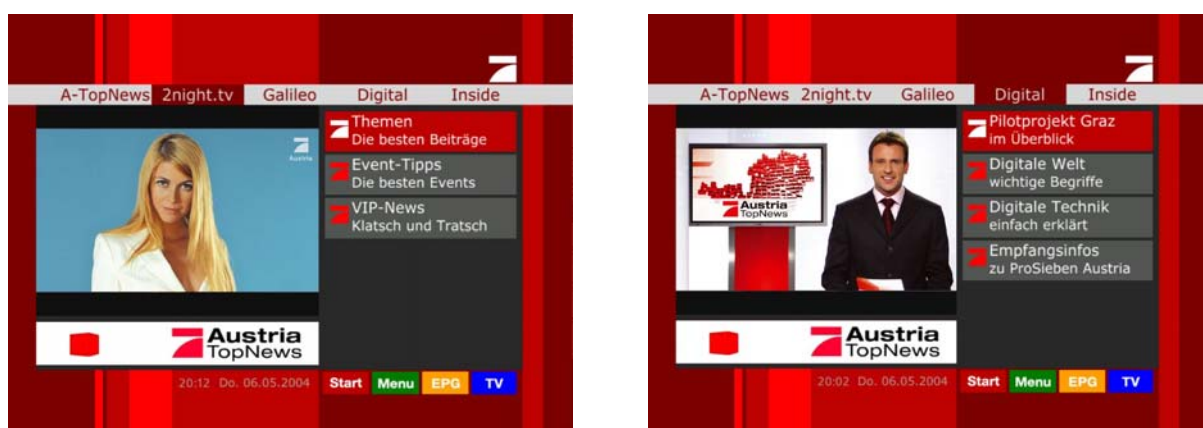 A-TopNews 2night.tv Galileo Digital Inside
Themen
Die besten Beiträge
Event-Tipps
Die besten Events
VIP-News
Klatsch und Tratsch
Austria
Austria
TopNews
20:12 Do. 06.05.2004
Start Menu EPG TV
A-TopNews 2night.tv Galileo Digital Inside
Pilotprojekt Graz
im Überblick
Digitale Welt
wichtige Begriffe
Digitale Technik
einfach erklärt
Empfangsinfos
zu ProSieben Austria
Austria
TopNews
Austria
TopNews
20:02 Do. 06.05.2004
Start Menu EPG TV